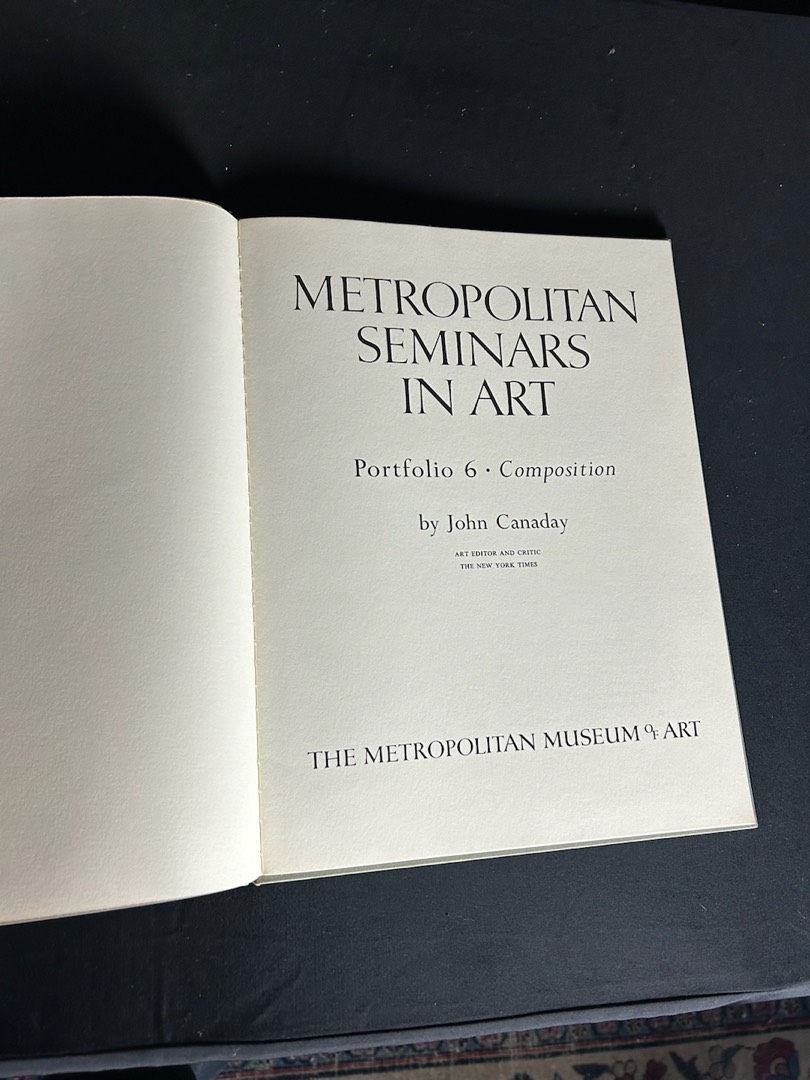 METROPOLITAN
SEMINARS
IN ART
Portfolio 6 · Composition
by John Canaday
ART EDITOR AND CRITIC
THE NEW YORK TIMES
THE METROPOLITAN MUSEUM OF ART